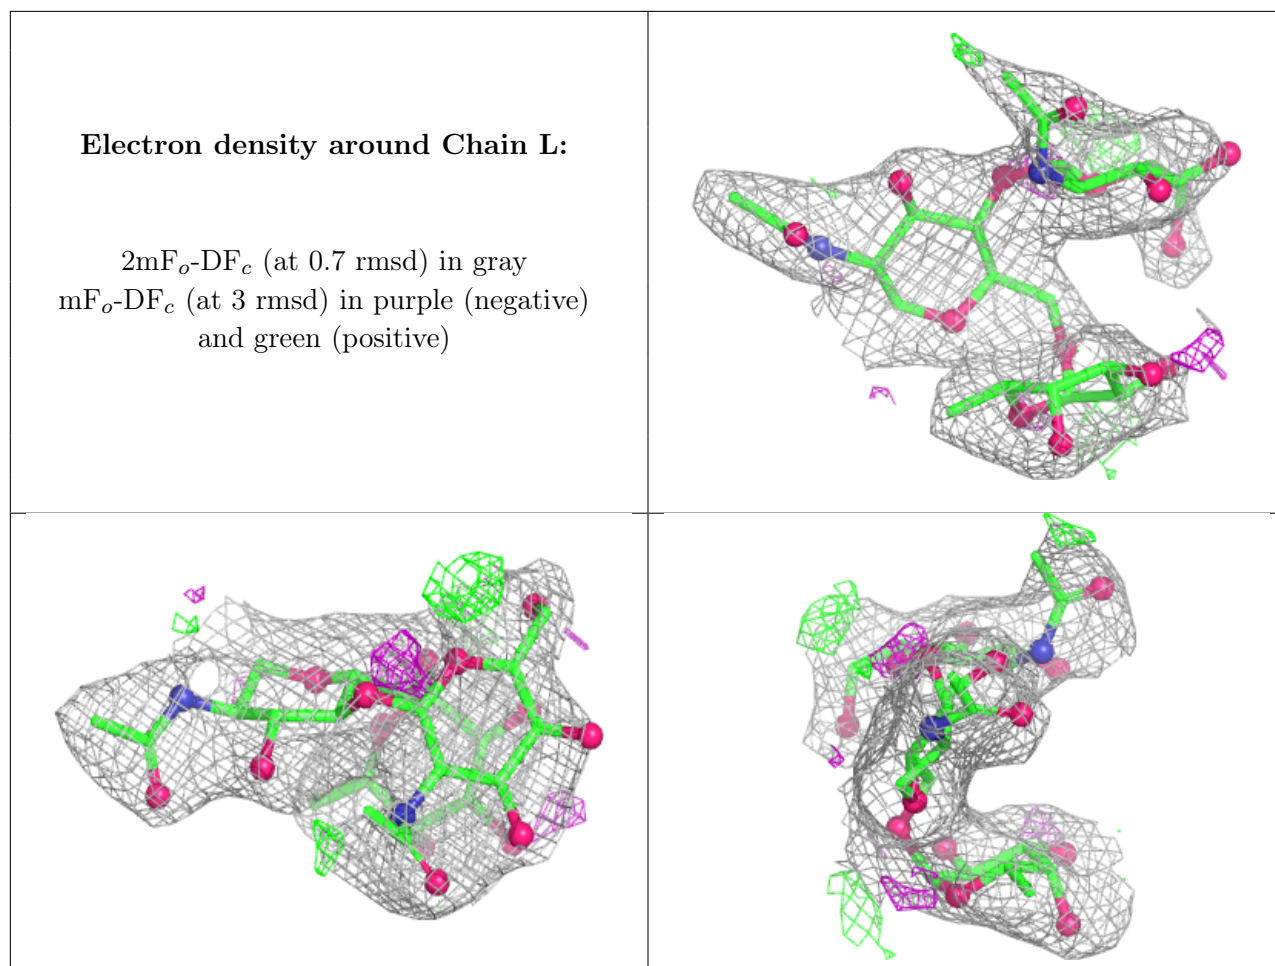 Electron density around Chain L:
2mFₒ-DF𝒸 (at 0.7 rmsd) in gray
mFₒ-DF𝒸 (at 3 rmsd) in purple (negative)
and green (positive)